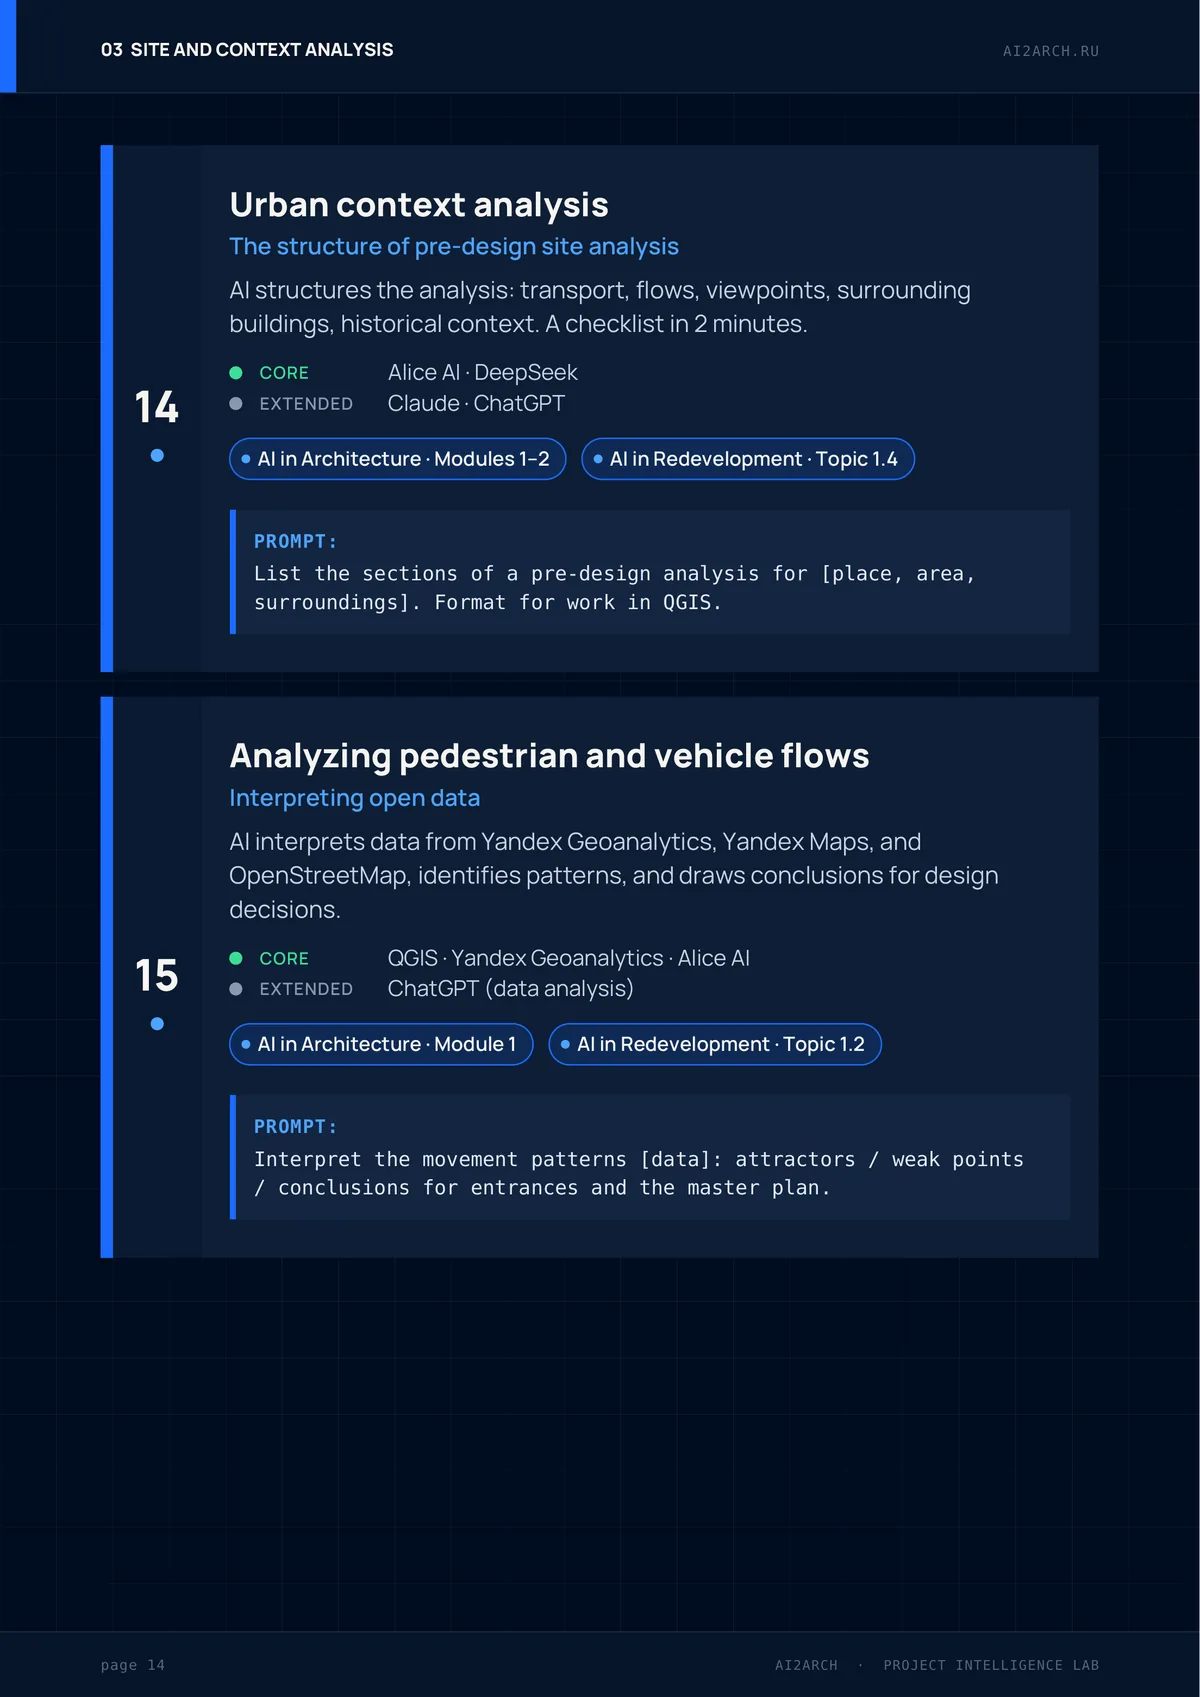 03 SITE AND CONTEXT ANALYSIS
AI2ARCH.RU
Urban context analysis
The structure of pre-design site analysis
AI structures the analysis: transport, flows, viewpoints, surrounding
buildings, historical context. A checklist in 2 minutes.
CORE Alice AI · DeepSeek
14
EXTENDED Claude · ChatGPT
AI in Architecture · Modules 1–2
AI in Redevelopment · Topic 1.4
PROMPT:
List the sections of a pre-design analysis for [place, area,
surroundings]. Format for work in QGIS.
Analyzing pedestrian and vehicle flows
Interpreting open data
AI interprets data from Yandex Geoanalytics, Yandex Maps, and
OpenStreetMap, identifies patterns, and draws conclusions for design
decisions.
CORE QGIS · Yandex Geoanalytics · Alice AI
15
EXTENDED ChatGPT (data analysis)
AI in Architecture · Module 1
AI in Redevelopment · Topic 1.2
PROMPT:
Interpret the movement patterns [data]: attractors / weak points
/ conclusions for entrances and the master plan.
page 14
AI2ARCH · PROJECT INTELLIGENCE LAB